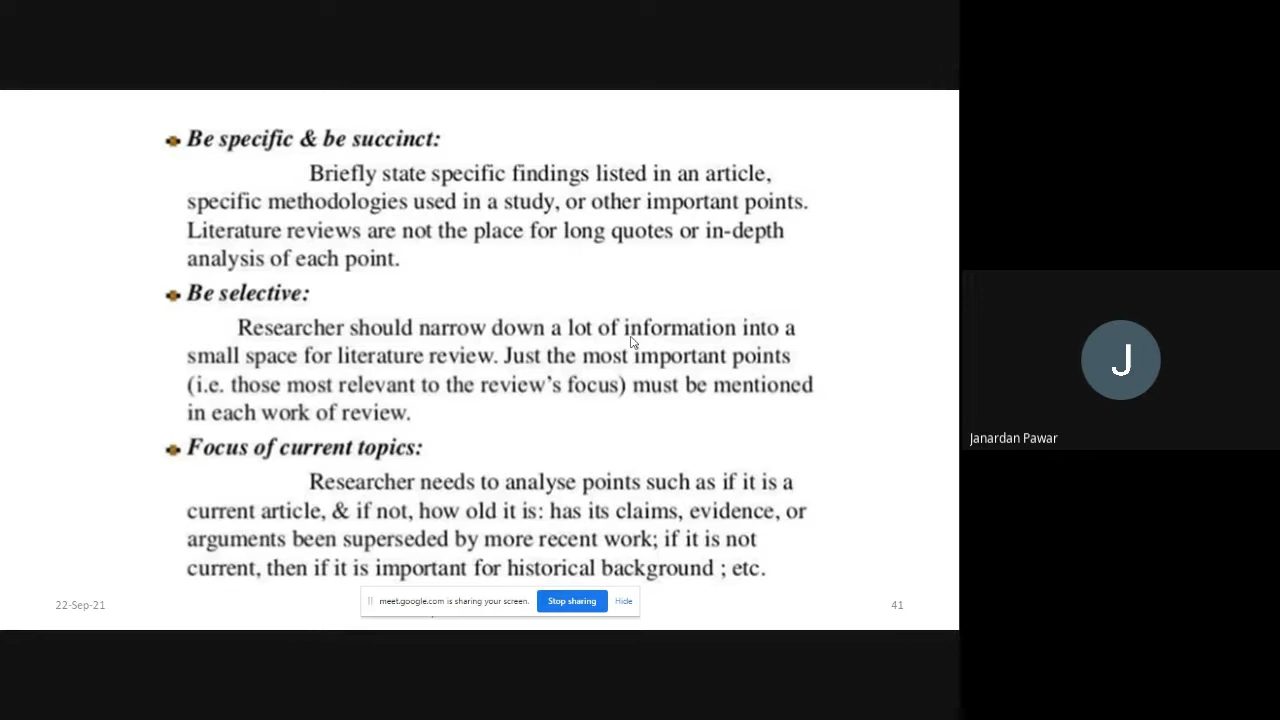 Be specific & be succinct:
Briefly state specific findings listed in an article,
specific methodologies used in a study, or other important points.
Literature reviews are not the place for long quotes or in-depth
analysis of each point.
Be selective:
Researcher should narrow down a lot of information into a
small space for literature review. Just the most important points
(i.e. those most relevant to the review's focus) must be mentioned
in each work of review.
Focus of current topics:
Researcher needs to analyse points such as if it is a
current article, & if not, how old it is: has its claims, evidence, or
arguments been superseded by more recent work; if it is not
current, then if it is important for historical background ; etc.
22-Sep-21
meet.google.com is sharing your screen.
Stop sharing
Hide
41
J
Janardan Pawar